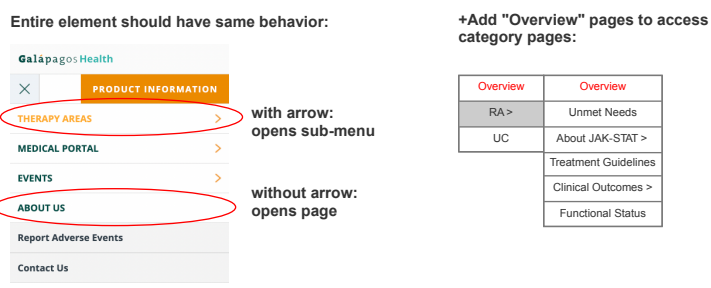 Entire element should have same behavior:
Galápagos Health
PRODUCT INFORMATION
THERAPY AREAS >
MEDICAL PORTAL >
EVENTS >
ABOUT US
Report Adverse Events
Contact Us
with arrow:
opens sub-menu
without arrow:
opens page
+Add "Overview" pages to access
category pages:
Overview Overview
RA > Unmet Needs
UC About JAK-STAT >
Treatment Guidelines
Clinical Outcomes >
Functional Status